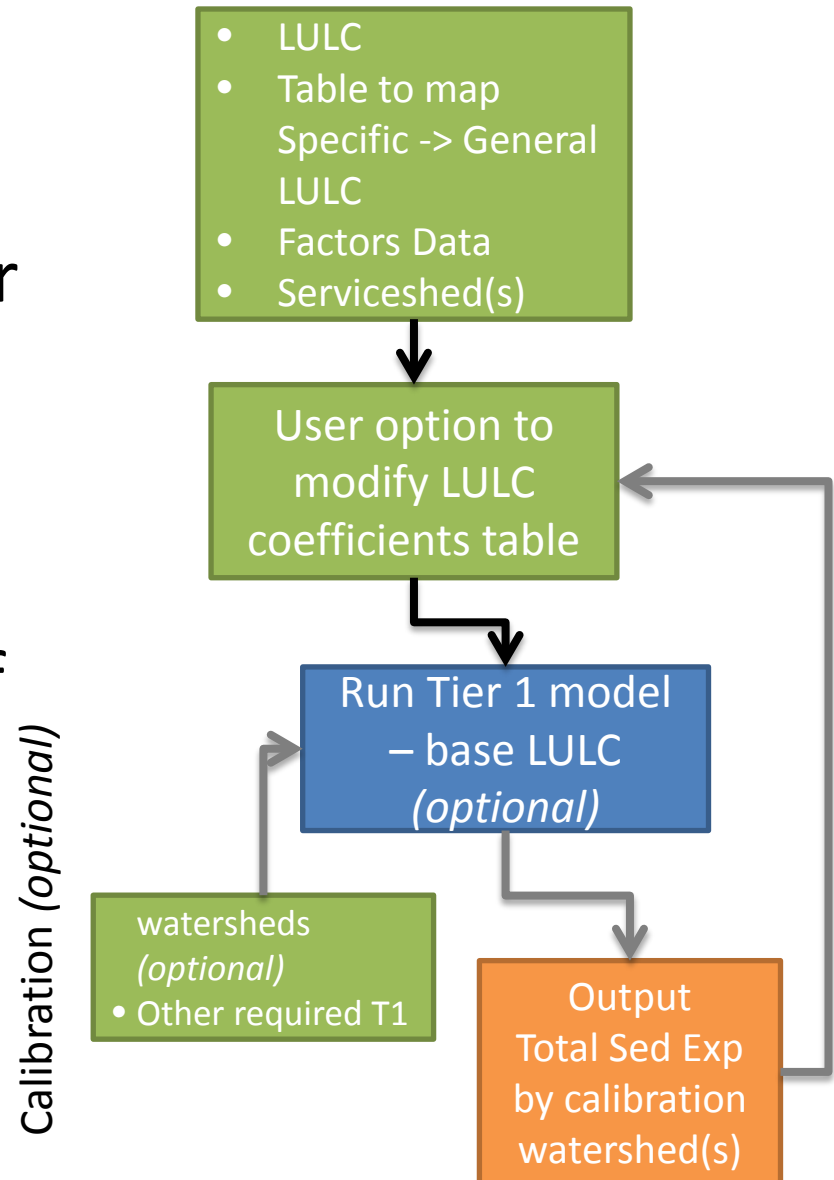 • LULC
• Table to map
Specific -> General
LULC
• Factors Data
• Serviceshed(s)
User option to
modify LULC
coefficients table
Run Tier 1 model
– base LULC
(optional)
Calibration (optional)
watersheds
(optional)
• Other required T1
Output
Total Sed Exp
by calibration
watershed(s)